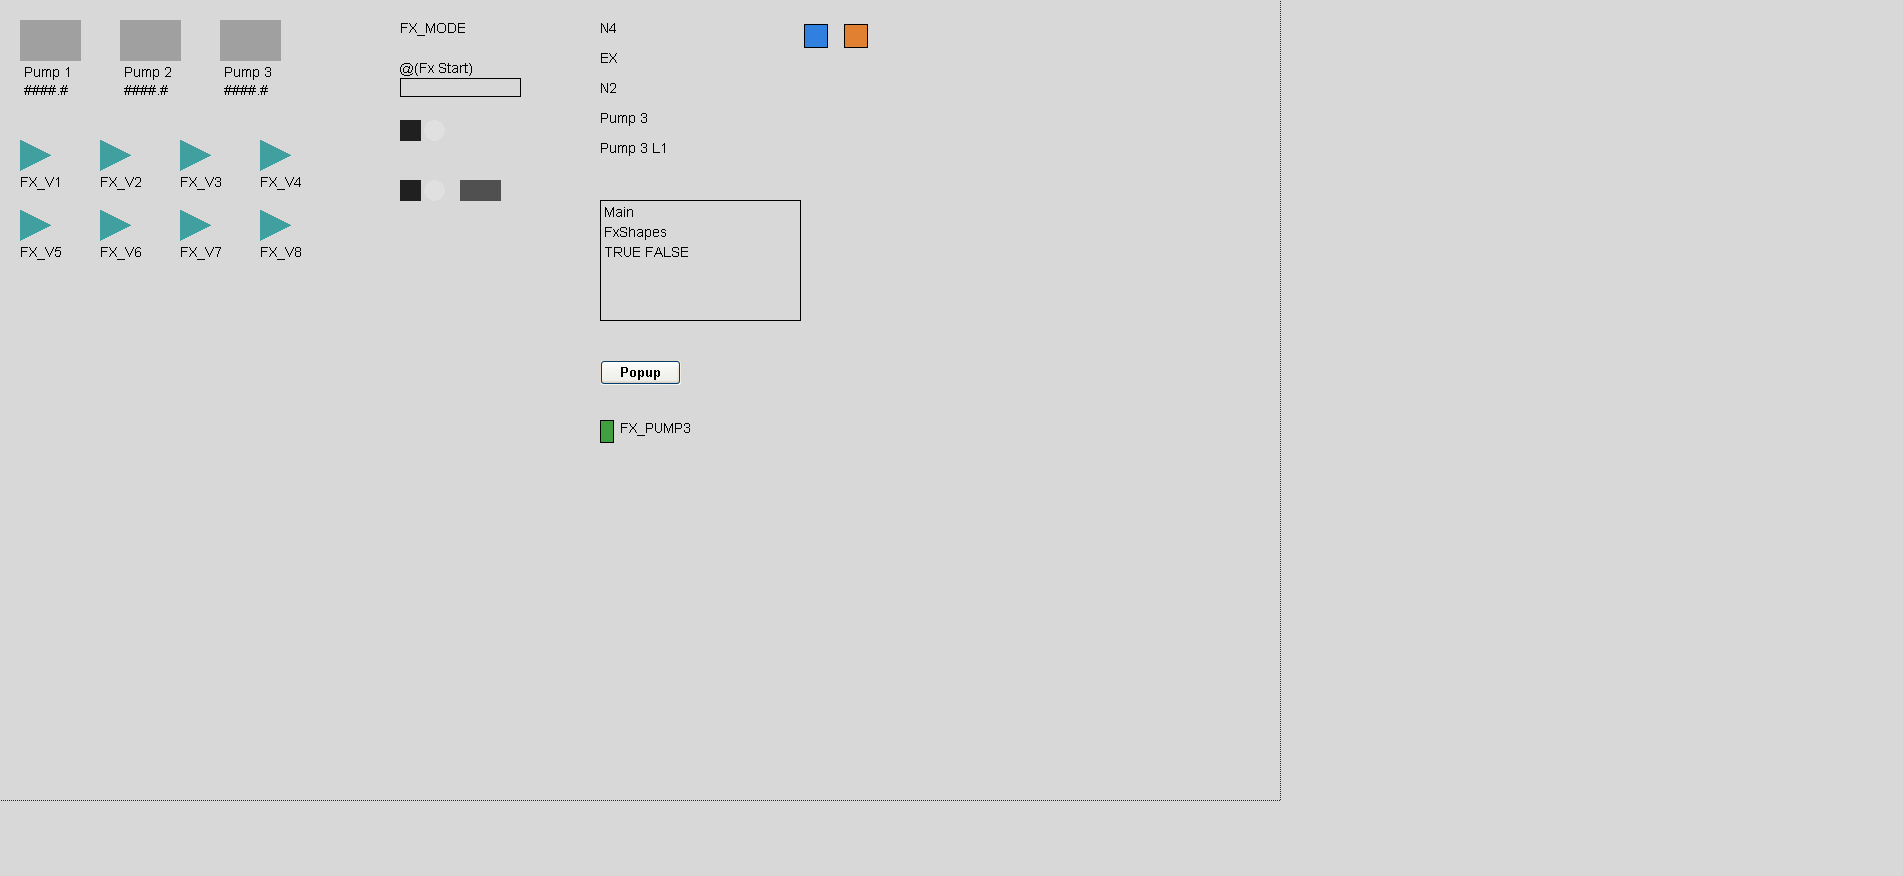 Pump 1 Pump 2 Pump 3
####.# ####.# ####.#
FX_V1 FX_V2 FX_V3 FX_V4
FX_V5 FX_V6 FX_V7 FX_V8
FX_MODE
@(Fx Start)
N4
EX
N2
Pump 3
Pump 3 L1
Main
FxShapes
TRUE FALSE
Popup
FX_PUMP3